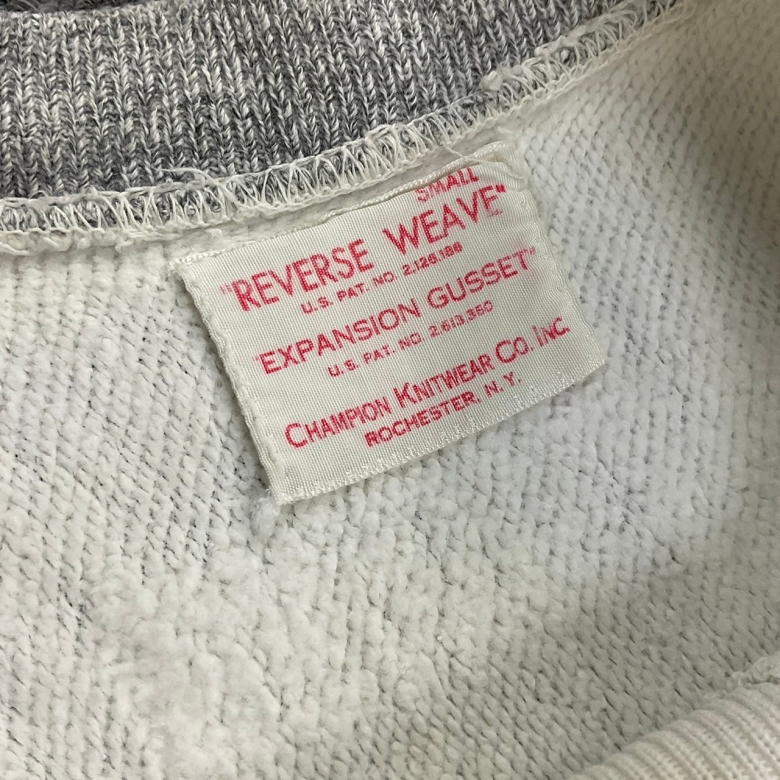 SMALL
"REVERSE WEAVE"
U.S. PAT. NO. 2,126,186
"EXPANSION GUSSET"
U.S. PAT. NO. 2,613,360
CHAMPION KNITWEAR CO. INC.
ROCHESTER, N. Y.